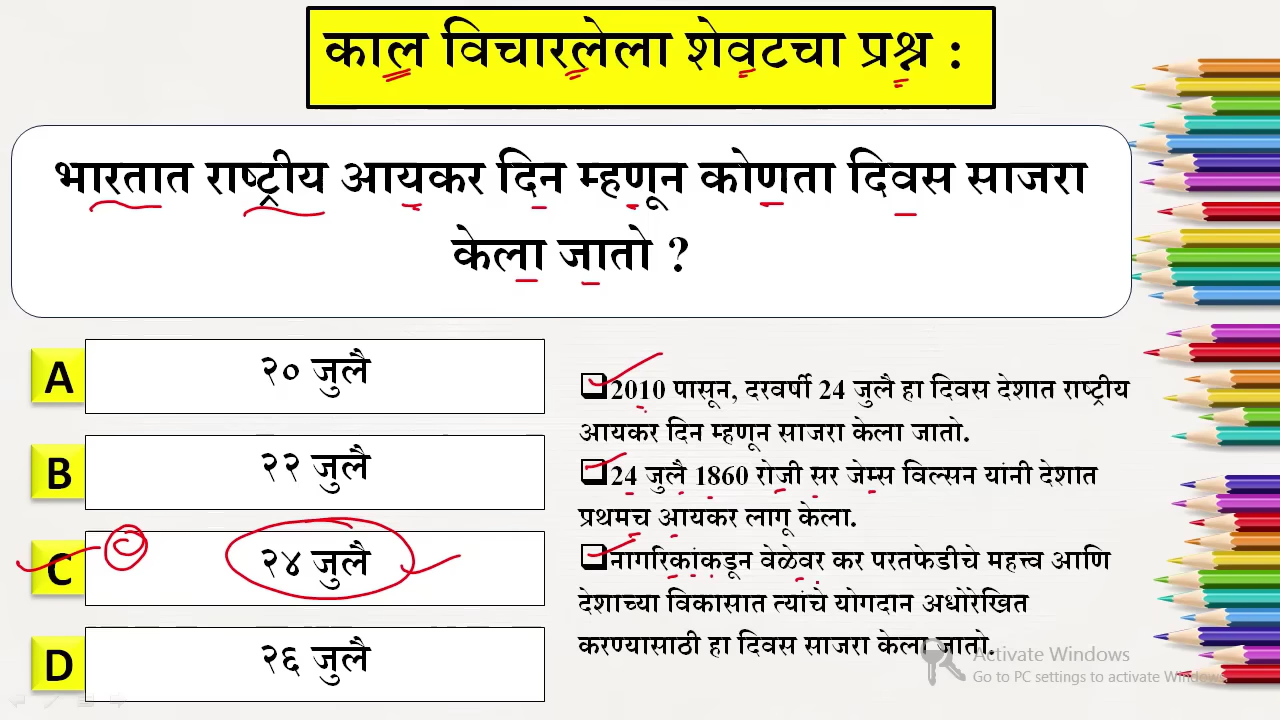 काल विचारलेला शेवटचा प्रश्न :
भारतात राष्ट्रीय आयकर दिन म्हणून कोणता दिवस साजरा
केला जातो ?
A २० जुलै
B २२ जुलै
C २४ जुलै
D २६ जुलै
2010 पासून, दरवर्षी 24 जुलै हा दिवस देशात राष्ट्रीय
आयकर दिन म्हणून साजरा केला जातो.
24 जुलै 1860 रोजी सर जेम्स विल्सन यांनी देशात
प्रथमच आयकर लागू केला.
नागरिकांकडून वेळेवर कर परतफेडीचे महत्त्व आणि
देशाच्या विकासात त्यांचे योगदान अधोरेखित
करण्यासाठी हा दिवस साजरा केला जातो.
Activate Windows
Go to PC settings to activate Windows.